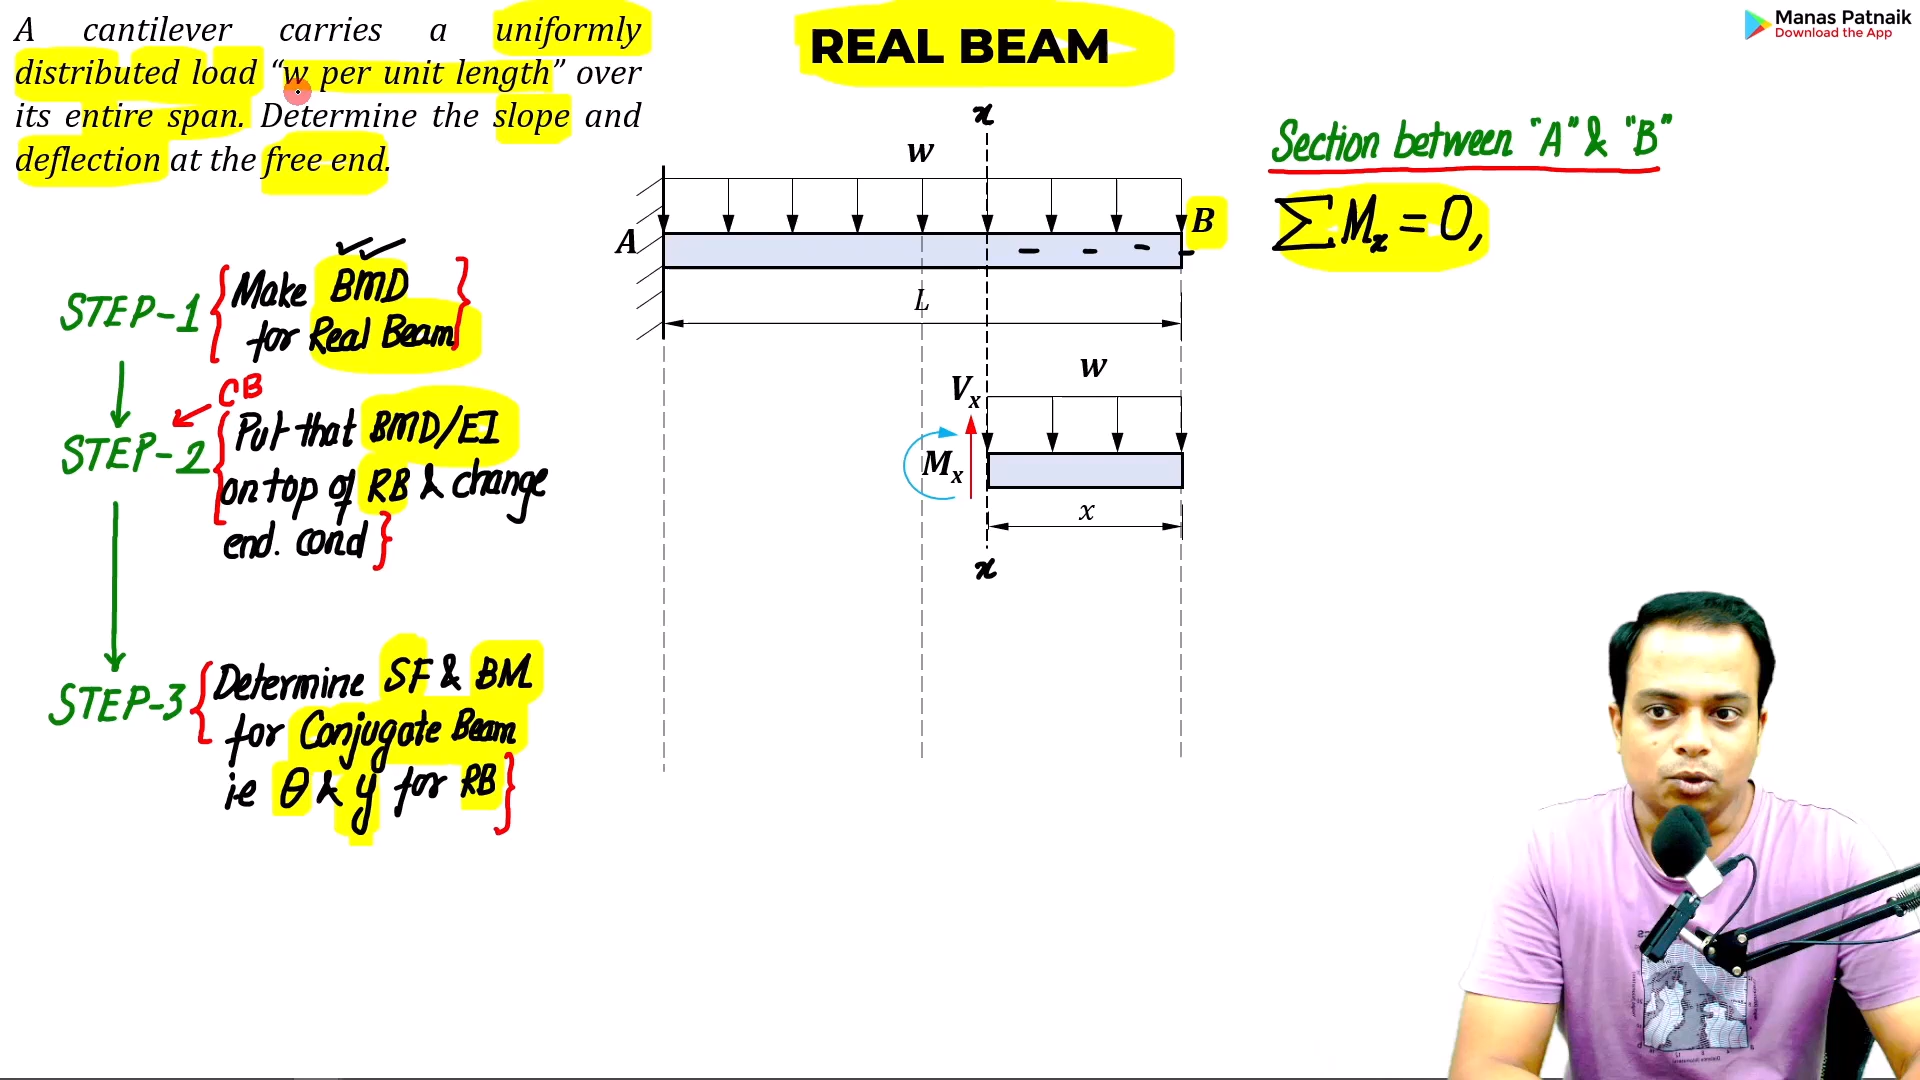 A cantilever carries a uniformly
distributed load “w per unit length” over
its entire span. Determine the slope and
deflection at the free end.
REAL BEAM
Manas Patnaik
Download the App
x
w
A
B
L
Section between "A" & "B"
∑Mx = 0,
STEP-1 {Make BMD
for Real Beam}
CB
STEP-2 {Put that BMD/EI
on top of RB & change
end. cond}
w
Vx
Mx
x
x
STEP-3 {Determine SF & BM
for Conjugate Beam
ie θ & y for RB}